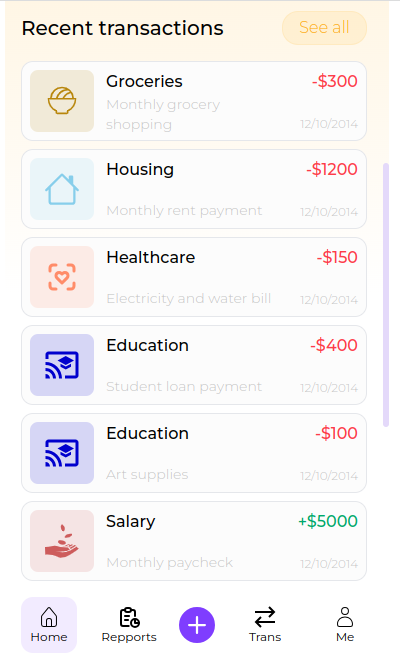 Recent transactions
See all
Groceries
-$300
Monthly grocery
shopping
12/10/2014
Housing
-$1200
Monthly rent payment
12/10/2014
Healthcare
-$150
Electricity and water bill
12/10/2014
Education
-$400
Student loan payment
12/10/2014
Education
-$100
Art supplies
12/10/2014
Salary
+$5000
Monthly paycheck
12/10/2014
Home
Repports
Trans
Me